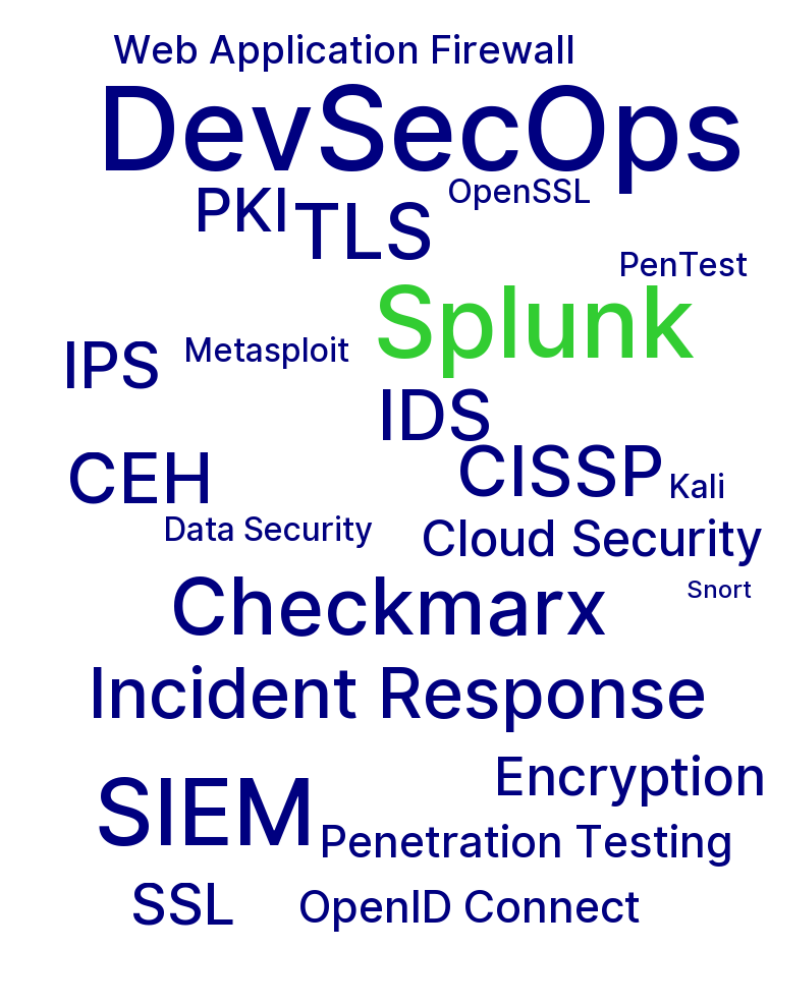 Web Application Firewall
DevSecOps
PKI
TLS
OpenSSL
PenTest
Splunk
IPS
Metasploit
IDS
CEH
CISSP
Kali
Data Security
Cloud Security
Checkmarx
Snort
Incident Response
Encryption
SIEM
Penetration Testing
SSL
OpenID Connect